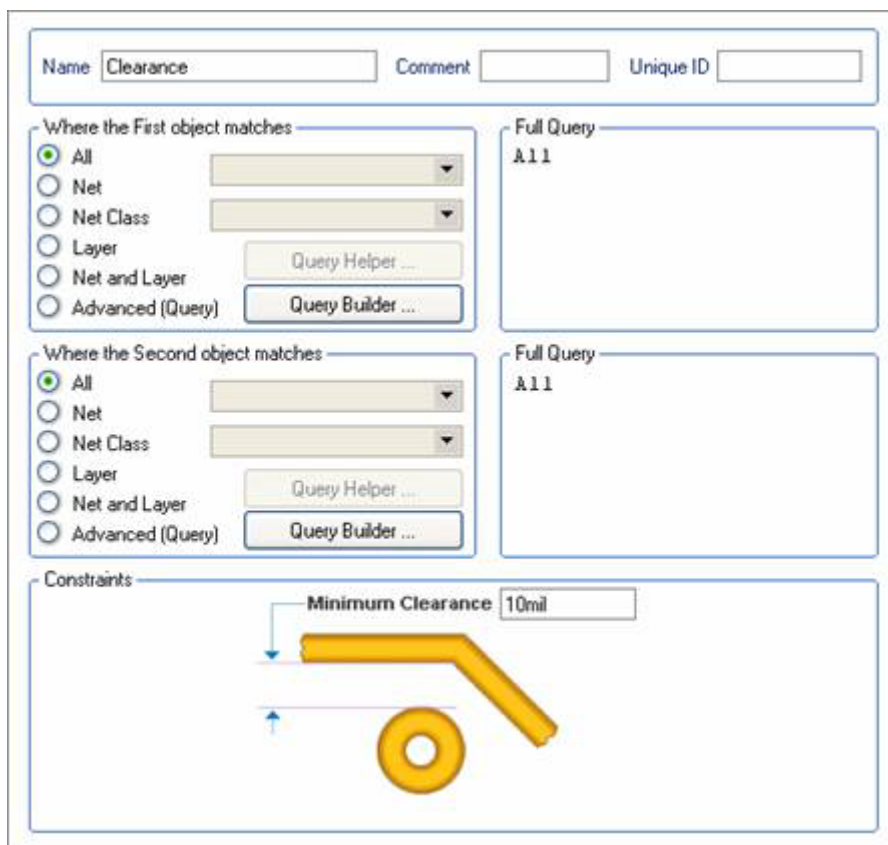 Name Clearance Comment Unique ID
Where the First object matches
All
Net
Net Class
Layer
Net and Layer
Advanced (Query)
Query Helper ...
Query Builder ...
Full Query
All
Where the Second object matches
All
Net
Net Class
Layer
Net and Layer
Advanced (Query)
Query Helper ...
Query Builder ...
Full Query
All
Constraints
Minimum Clearance 10mil